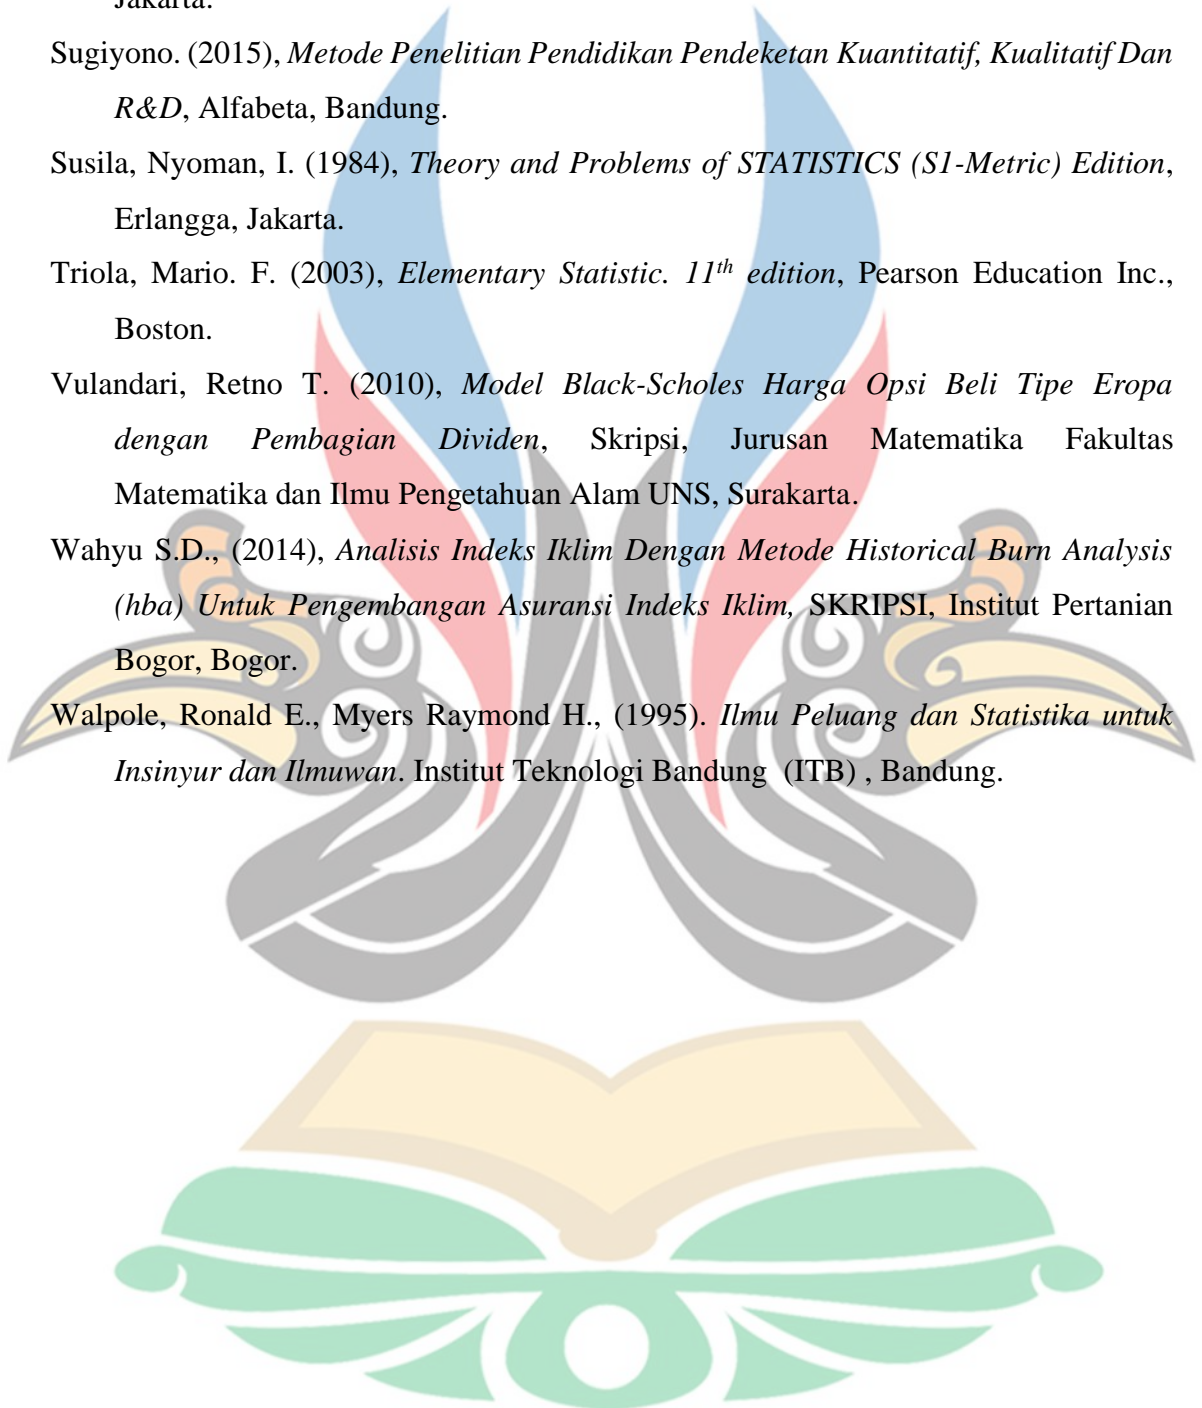 Jakarta.
Sugiyono. (2015), Metode Penelitian Pendidikan Pendeketan Kuantitatif, Kualitatif Dan
R&D, Alfabeta, Bandung.
Susila, Nyoman, I. (1984), Theory and Problems of STATISTICS (S1-Metric) Edition,
Erlangga, Jakarta.
Triola, Mario. F. (2003), Elementary Statistic. 11th edition, Pearson Education Inc.,
Boston.
Vulandari, Retno T. (2010), Model Black-Scholes Harga Opsi Beli Tipe Eropa
dengan Pembagian Dividen, Skripsi, Jurusan Matematika Fakultas
Matematika dan Ilmu Pengetahuan Alam UNS, Surakarta.
Wahyu S.D., (2014), Analisis Indeks Iklim Dengan Metode Historical Burn Analysis
(hba) Untuk Pengembangan Asuransi Indeks Iklim, SKRIPSI, Institut Pertanian
Bogor, Bogor.
Walpole, Ronald E., Myers Raymond H., (1995). Ilmu Peluang dan Statistika untuk
Insinyur dan Ilmuwan. Institut Teknologi Bandung (ITB) , Bandung.